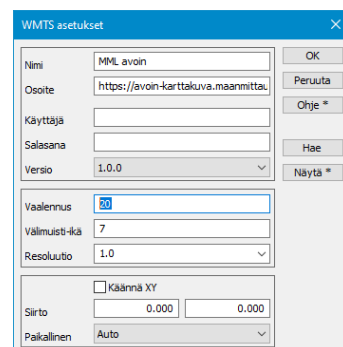 WMTS asetukset
Nimi MML avoin OK
Osoite https://avoin-karttakuva.maanmittau Peruuta
Ohje *
Käyttäjä
Salasana Hae
Versio 1.0.0 Näytä *
Vaalennus 20
Välimuisti-ikä 7
Resoluutio 1.0
Käännä XY
Siirto 0.000 0.000
Paikallinen Auto